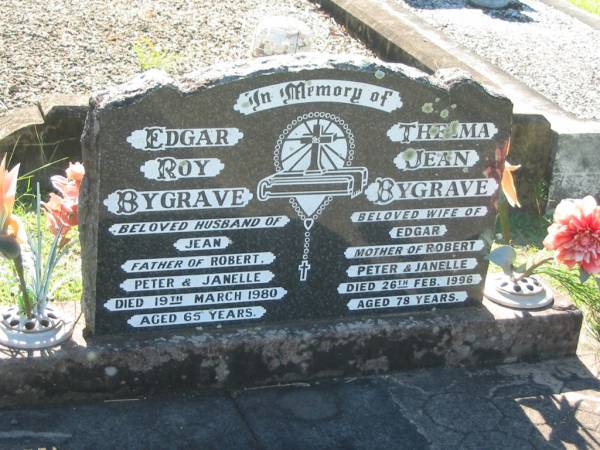 In Memory of
EDGAR
ROY
BYGRAVE
BELOVED HUSBAND OF
JEAN
FATHER OF ROBERT.
PETER & JANELLE
DIED 19TH MARCH 1980
AGED 65 YEARS.
THELMA
JEAN
BYGRAVE
BELOVED WIFE OF
EDGAR
MOTHER OF ROBERT
PETER & JANELLE.
DIED 26TH FEB. 1996
AGED 78 YEARS.